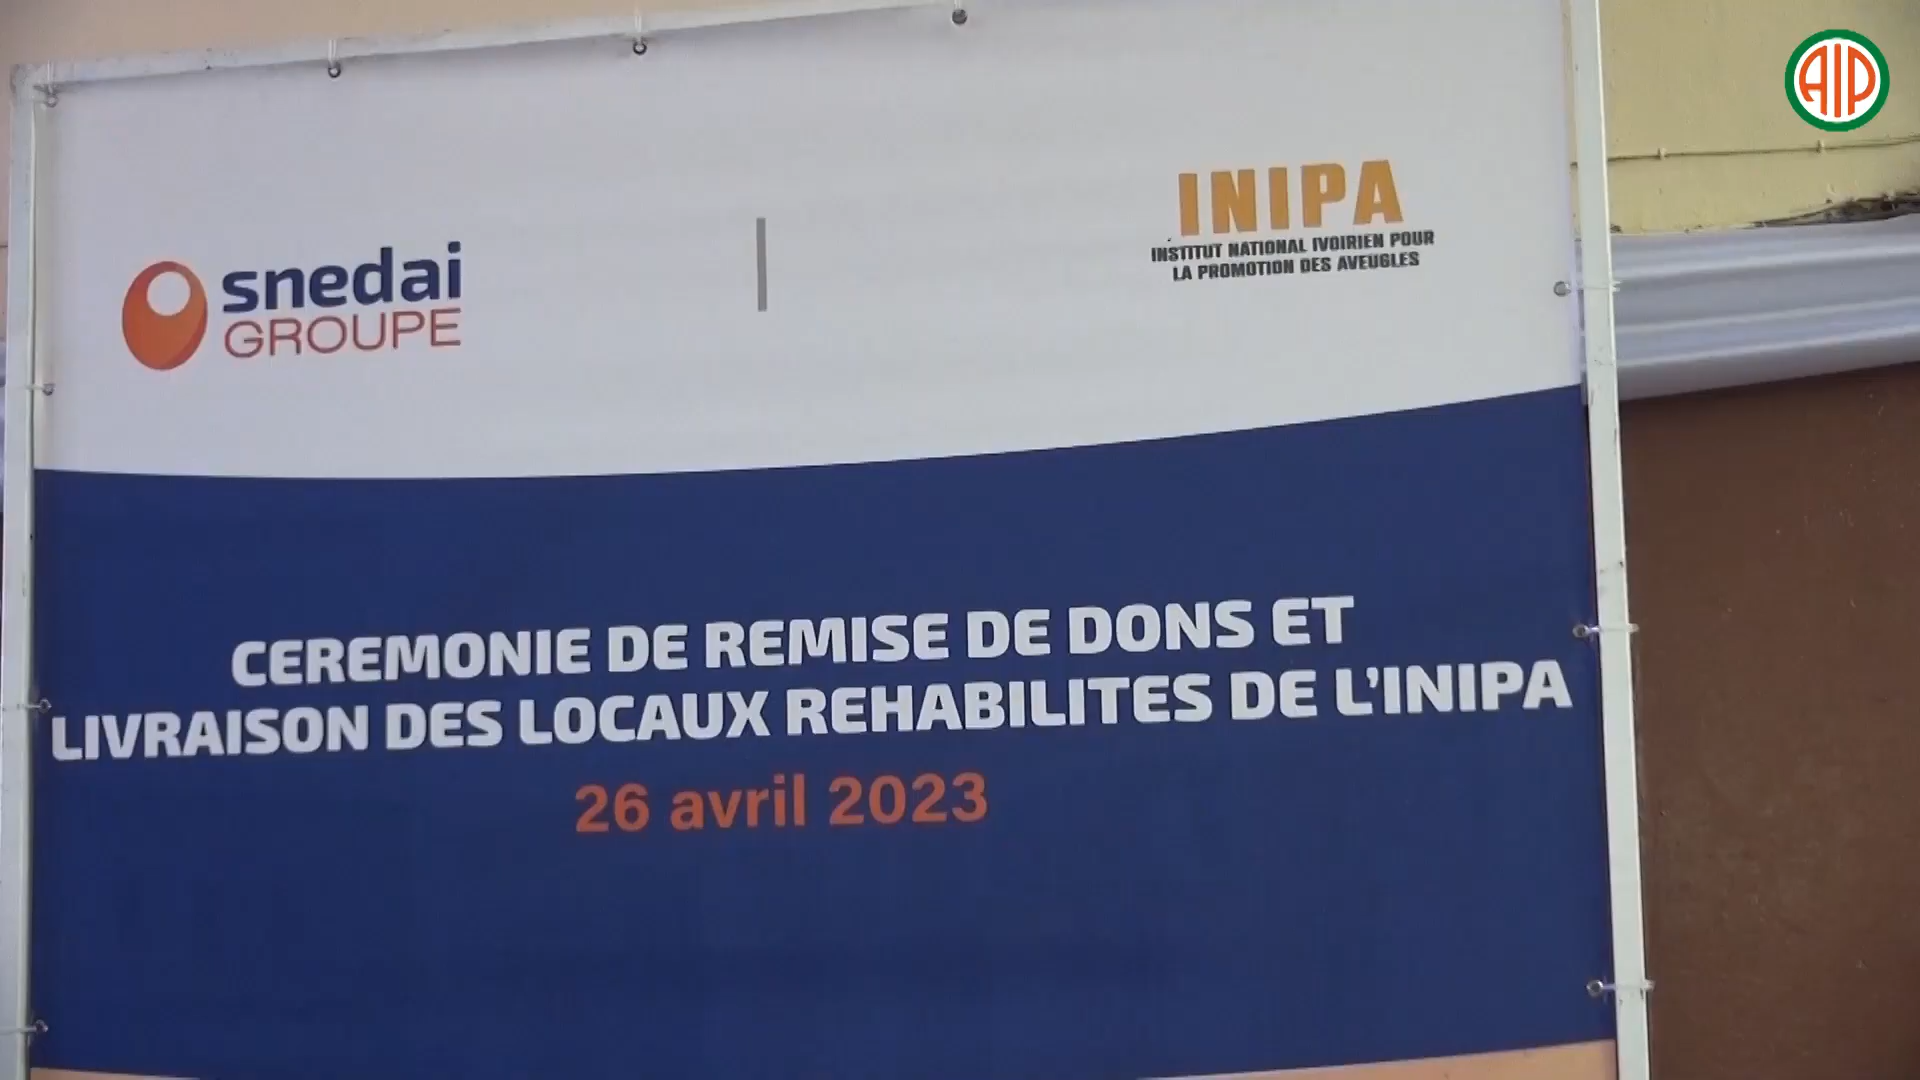 AIP
snedai
GROUPE
INIPA
INSTITUT NATIONAL IVOIRIEN POUR
LA PROMOTION DES AVEUGLES
CEREMONIE DE REMISE DE DONS ET
LIVRAISON DES LOCAUX REHABILITES DE L'INIPA
26 avril 2023